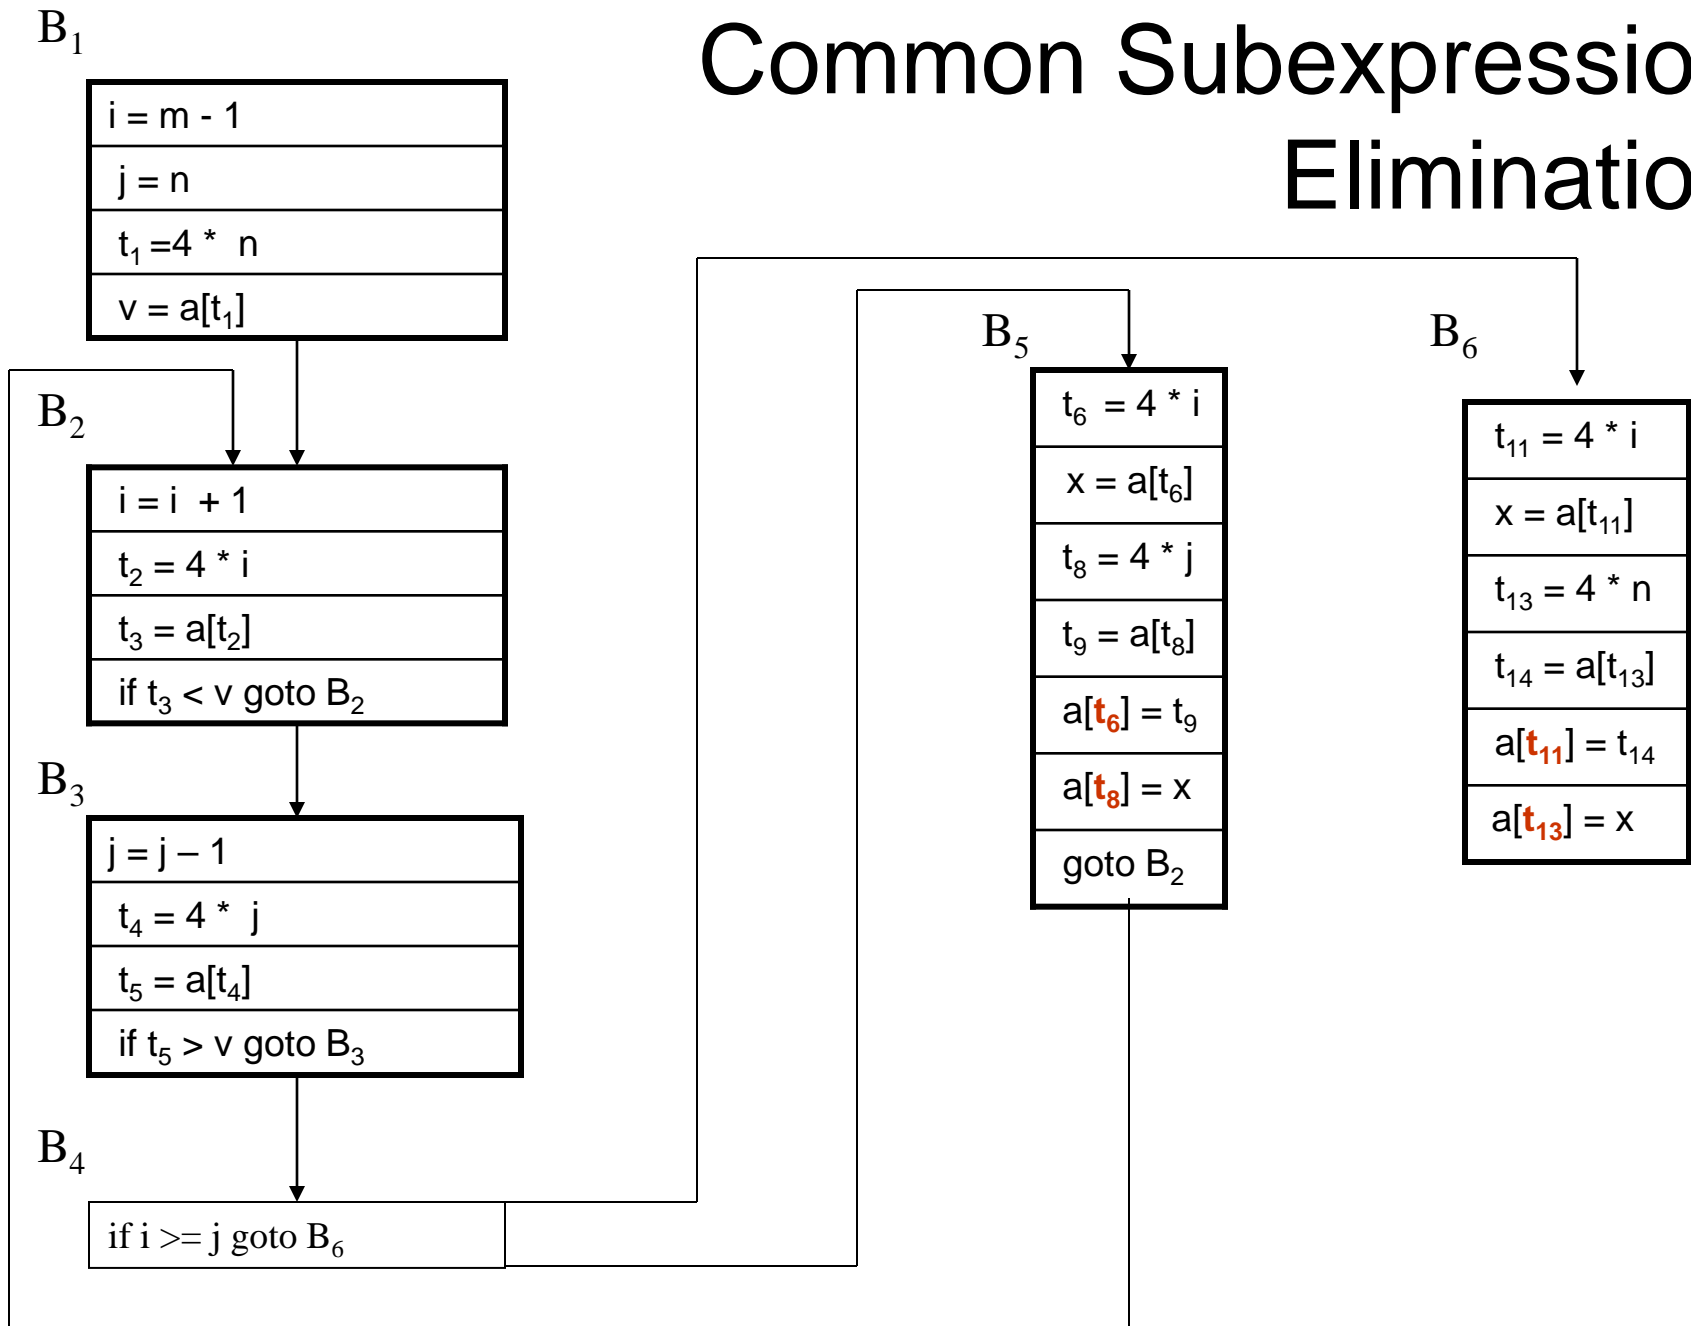 Common Subexpressio
Eliminatio
B₁
i = m - 1
j = n
t₁ =4 * n
v = a[t₁]
B₂
i = i + 1
t₂ = 4 * i
t₃ = a[t₂]
if t₃ < v goto B₂
B₃
j = j – 1
t₄ = 4 * j
t₅ = a[t₄]
if t₅ > v goto B₃
B₄
if i >= j goto B₆
B₅
t₆ = 4 * i
x = a[t₆]
t₈ = 4 * j
t₉ = a[t₈]
a[t₆] = t₉
a[t₈] = x
goto B₂
B₆
t₁₁ = 4 * i
x = a[t₁₁]
t₁₃ = 4 * n
t₁₄ = a[t₁₃]
a[t₁₁] = t₁₄
a[t₁₃] = x